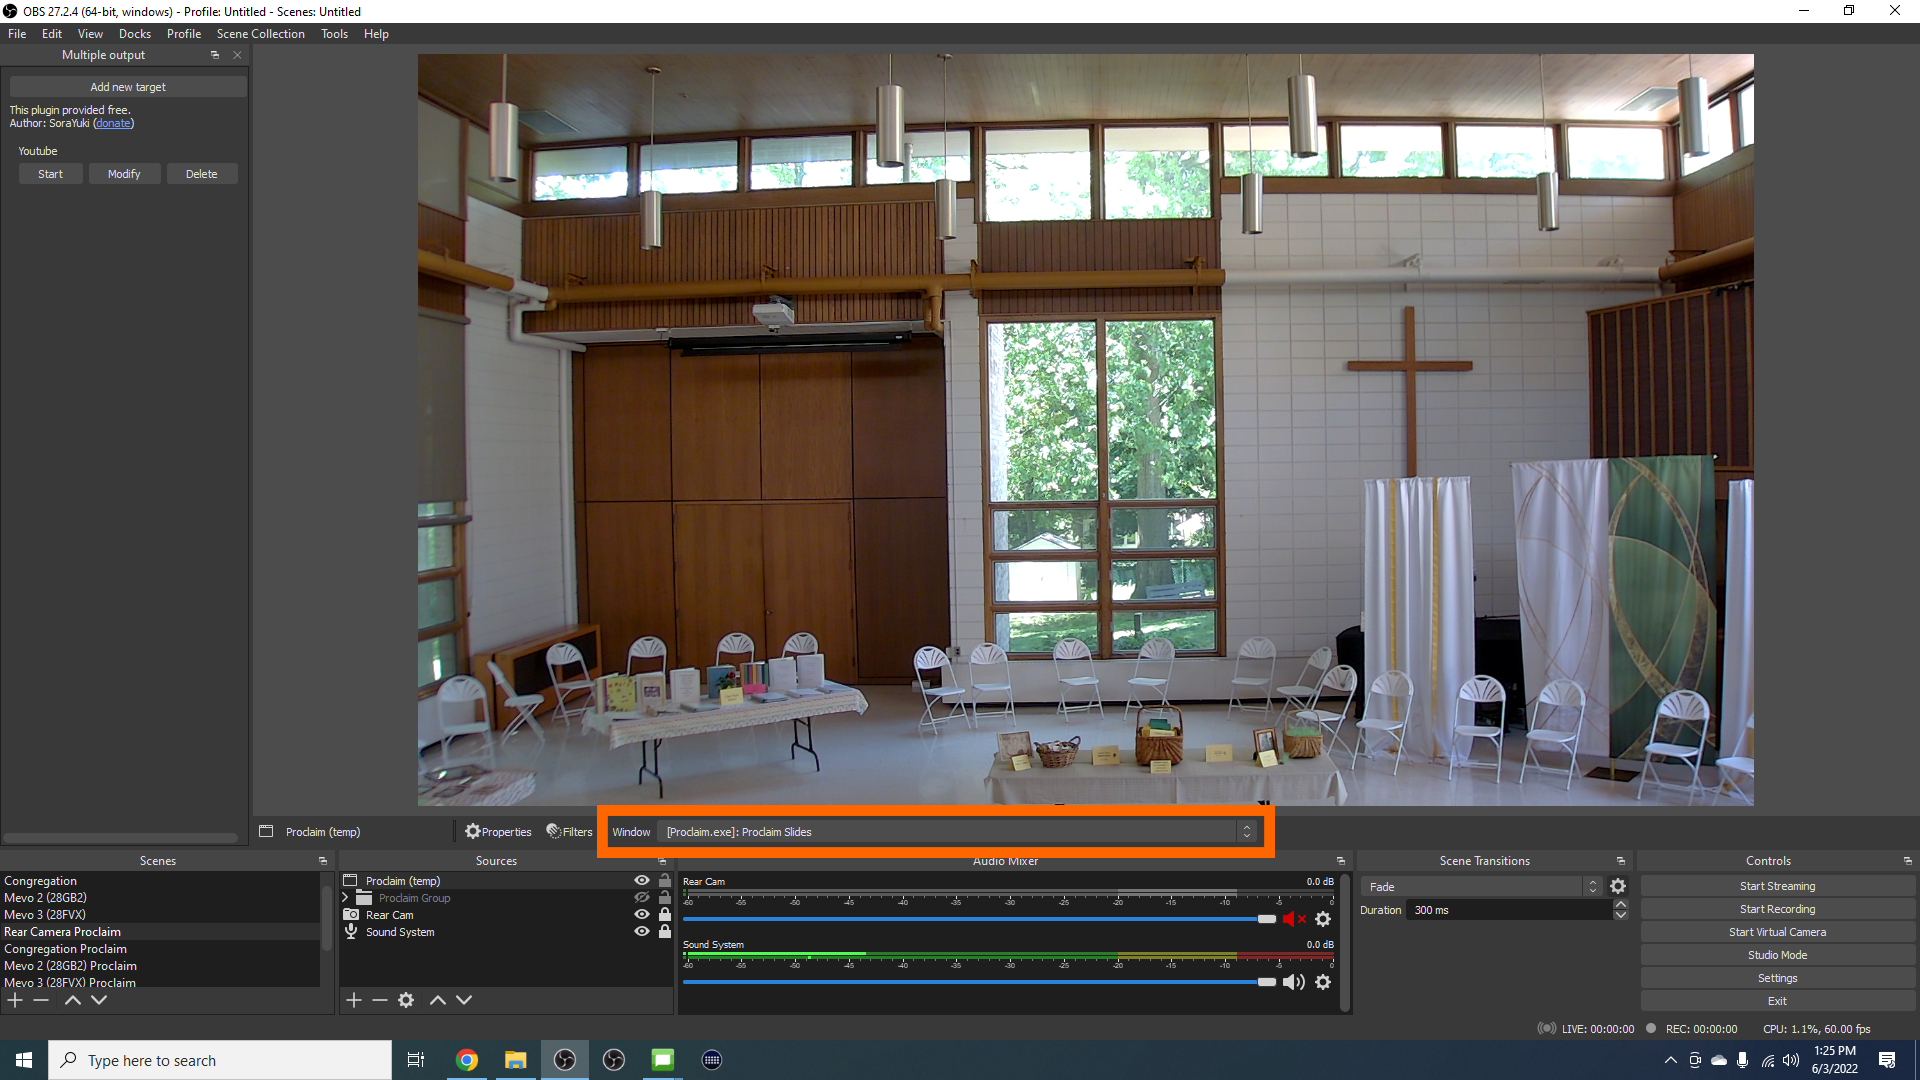 OBS 27.2.4 (64-bit, windows) - Profile: Untitled - Scenes: Untitled
File Edit View Docks Profile Scene Collection Tools Help
Multiple output
Add new target
This plugin provided free.
Author: SoraYuki (donate)
Youtube
Start Modify Delete
Proclaim (temp) Properties Filters Window [Proclaim.exe]: Proclaim Slides
Scenes
Congregation
Mevo 2 (28GB2)
Mevo 3 (28FVX)
Rear Camera Proclaim
Congregation Proclaim
Mevo 2 (28GB2) Proclaim
Mevo 3 (28FVX) Proclaim
Sources
Proclaim (temp)
Proclaim Group
Rear Cam
Sound System
Audio Mixer
Rear Cam 0.0 dB
-60 -55 -50 -45 -40 -35 -30 -25 -20 -15 -10 -5 0
Sound System 0.0 dB
-60 -55 -50 -45 -40 -35 -30 -25 -20 -15 -10 -5 0
Scene Transitions
Fade
Duration 300 ms
Controls
Start Streaming
Start Recording
Start Virtual Camera
Studio Mode
Settings
Exit
LIVE: 00:00:00 REC: 00:00:00 CPU: 1.1%, 60.00 fps
Type here to search
1:25 PM
6/3/2022